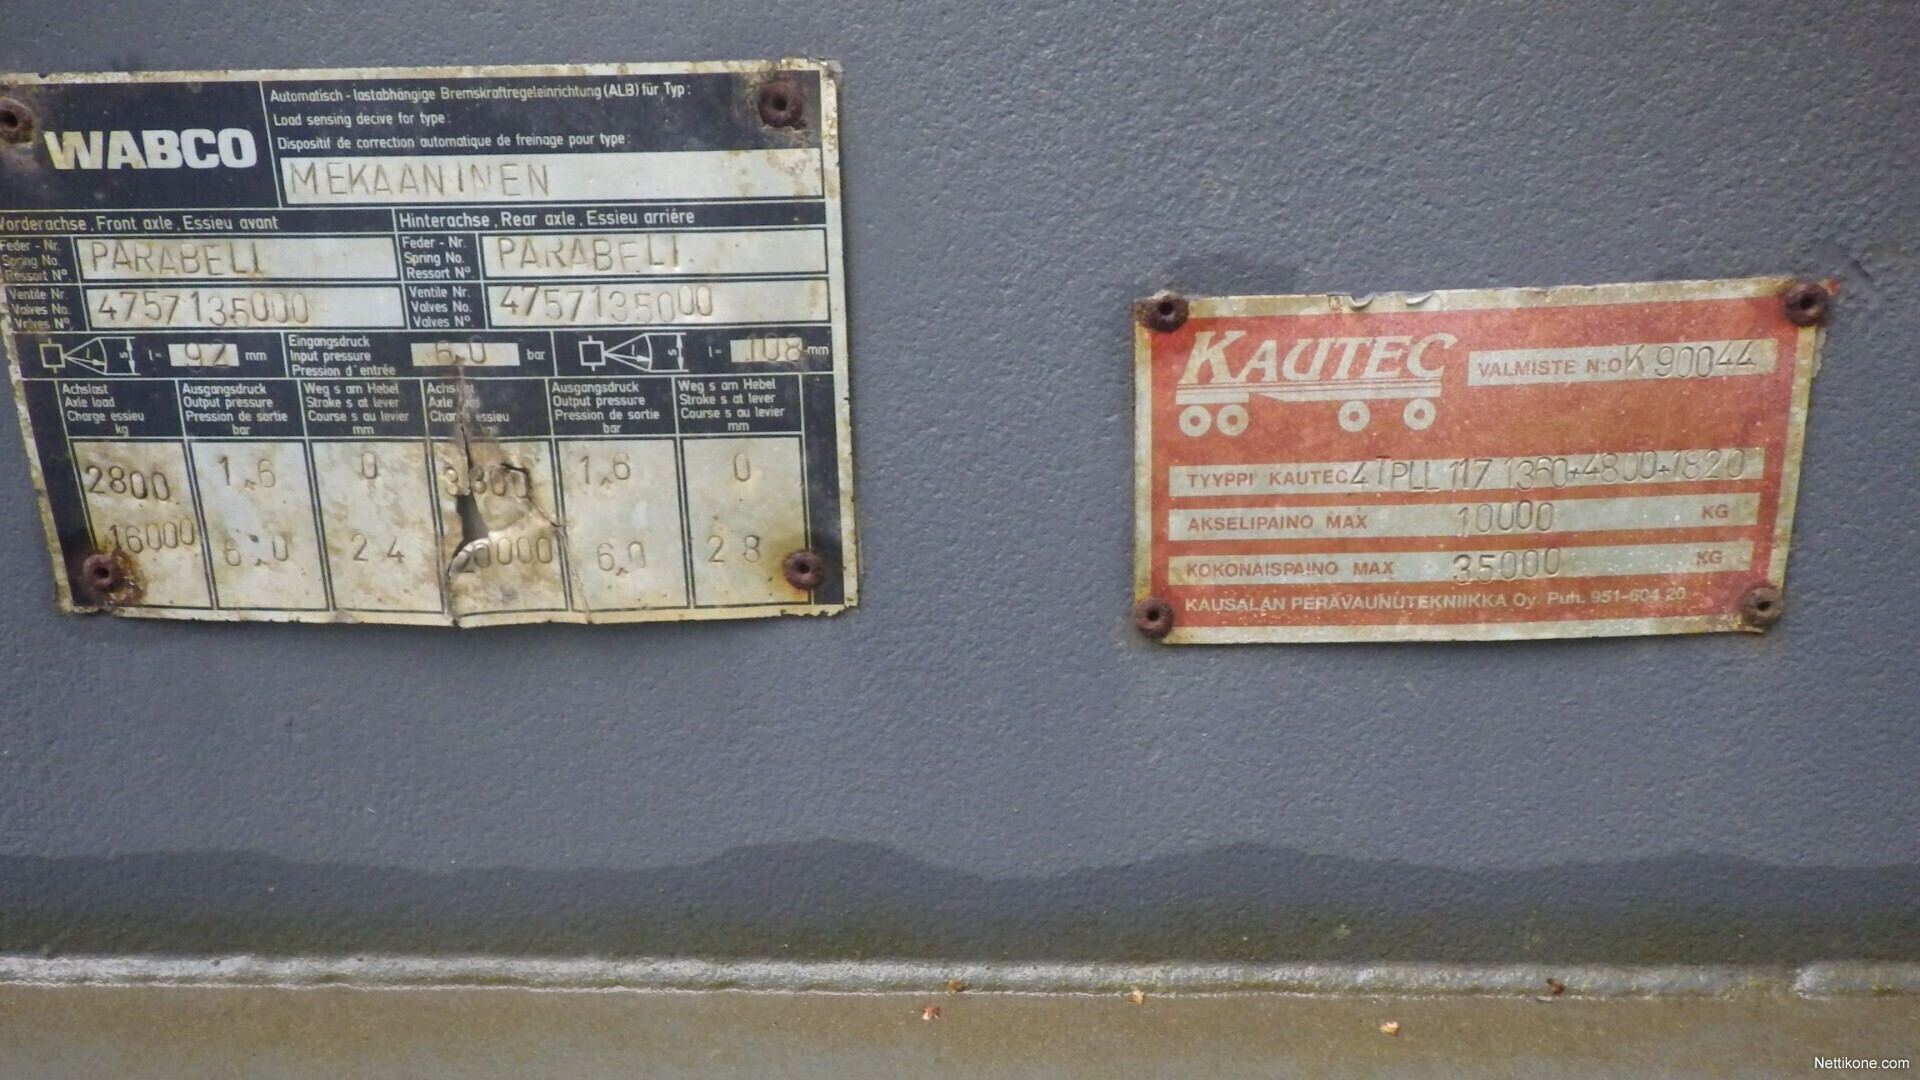 WABCO
Automatisch - lastabhängige Bremskraftregeleinrichtung (ALB) für Typ:
Load sensing decive for type:
Dispositif de correction automatique de freinage pour type:
MEKAANINEN
Vorderachse, Front axle, Essieu avant
Hinterachse, Rear axle, Essieu arriére
Feder - Nr.
Spring No.
Ressort N°
PARABELI
Feder - Nr.
Spring No.
Ressort N°
PARABELI
Ventile Nr.
Valves No.
Valves N°
4757135000
Ventile Nr.
Valves No.
Valves N°
4757135000
l = 92 mm
Eingangsdruck
Input pressure
Pression d'entrée
6,0 bar
l = 108 mm
Achslast
Axle load
Charge essieu
kg
Ausgangsdruck
Output pressure
Pression de sortie
bar
Weg s am Hebel
Stroke s at lever
Course s au levier
mm
Axle
essieu
Ausgangsdruck
Output pressure
Pression de sortie
bar
Weg s am Hebel
Stroke s at lever
Course s au levier
mm
2800 1,6 0 3300 1,6 0
16000 6,0 24 20000 6,0 28
KAUTEC
VALMISTE N:O K 90044
TYYPPI KAUTEC 4TPLL 117 1360+4800+1820
AKSELIPAINO MAX 10000 KG
KOKONAISPAINO MAX 35000 KG
KAUSALAN PERÄVAUNUTEKNIIKKA Oy Puh. 951-604 20
Nettikone.com